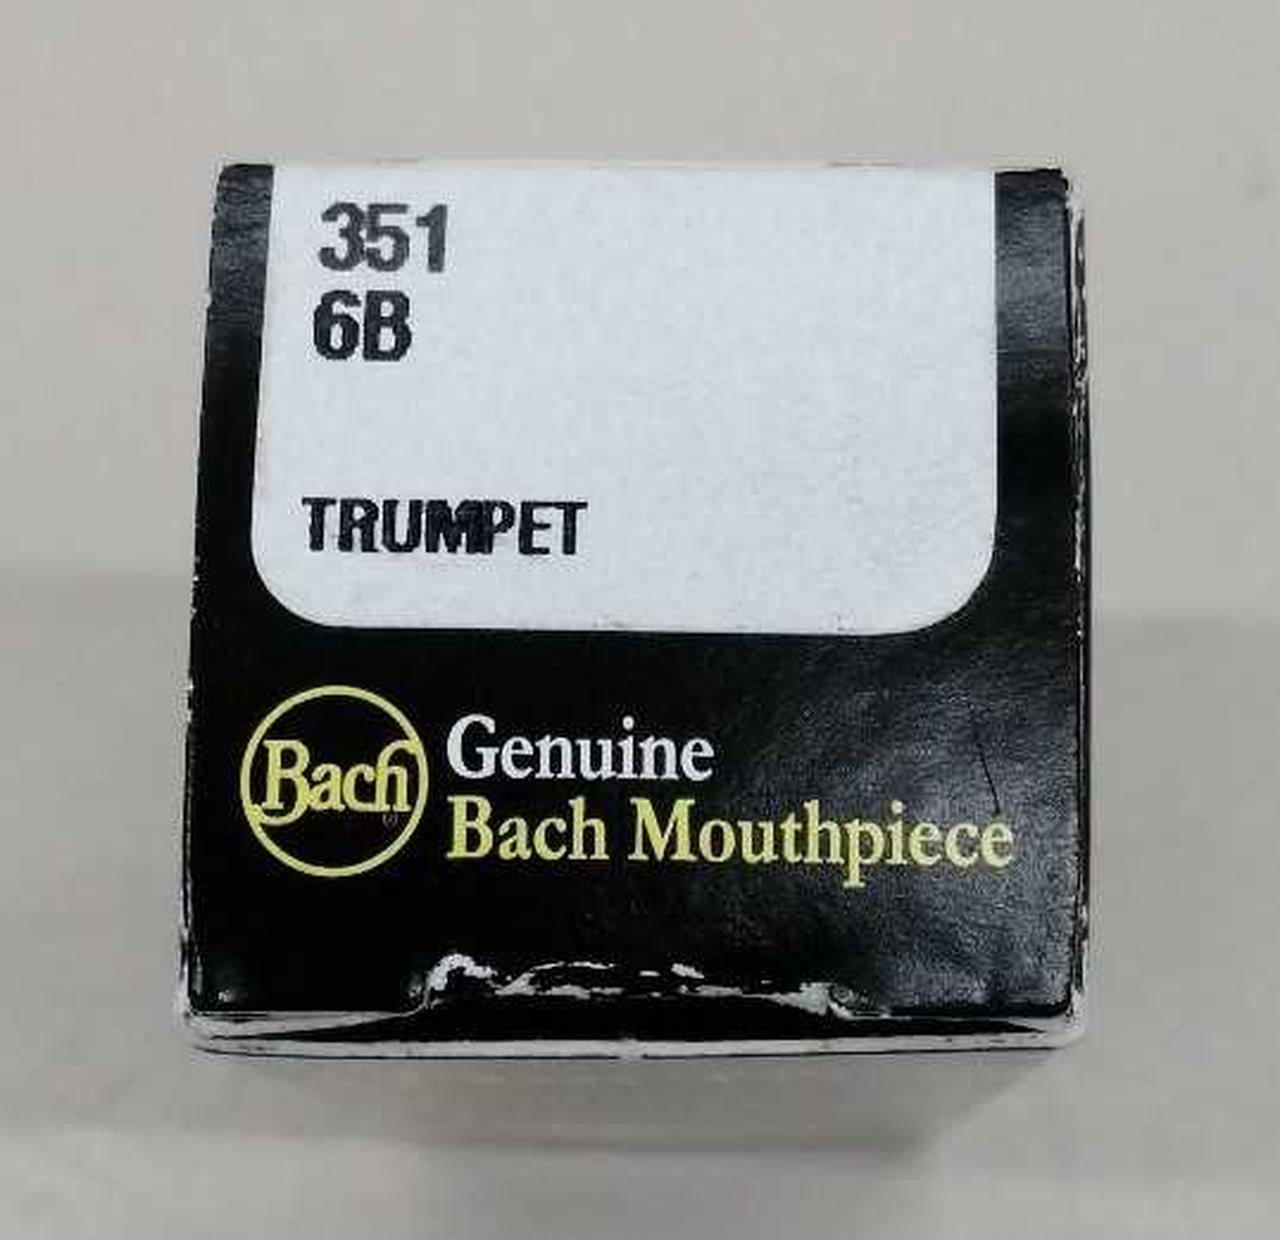 351
6B
TRUMPET
Bach
Genuine
Bach Mouthpiece